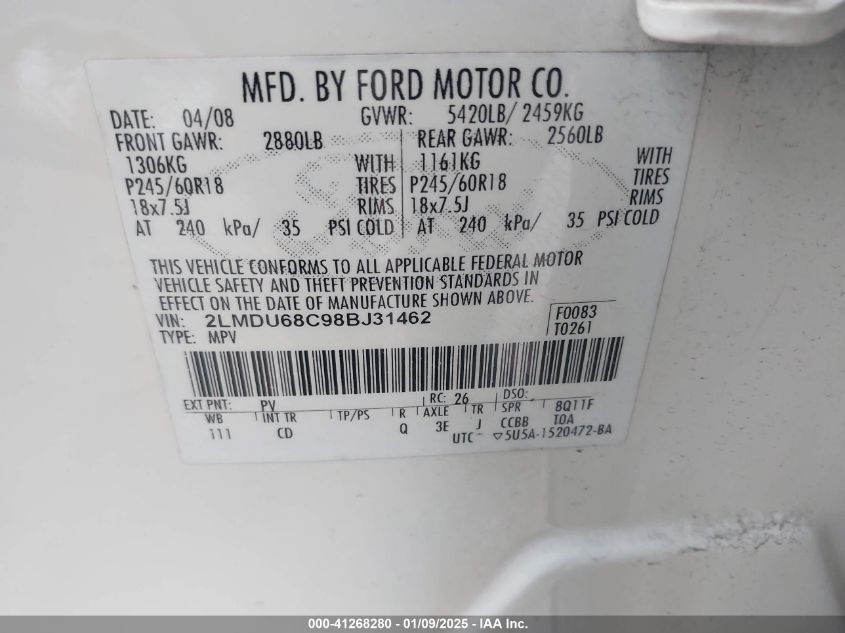 MFD. BY FORD MOTOR CO.
DATE: 04/08 GVWR: 5420LB/ 2459KG
FRONT GAWR: 2880LB REAR GAWR: 2560LB
1306KG WITH 1161KG WITH
P245/60R18 TIRES P245/60R18 TIRES
18x7.5J RIMS 18x7.5J RIMS
AT 240 kPa/ 35 PSI COLD AT 240 kPa/ 35 PSI COLD
THIS VEHICLE CONFORMS TO ALL APPLICABLE FEDERAL MOTOR
VEHICLE SAFETY AND THEFT PREVENTION STANDARDS IN
EFFECT ON THE DATE OF MANUFACTURE SHOWN ABOVE.
VIN: 2LMDU68C98BJ31462 F0083
TYPE: MPV T0261
EXT PNT: PV RC: 26 DSO:
WB INT TR TP/PS R AXLE TR SPR 8Q11F
111 CD Q 3E J CCBB TOA
UTC ▽5U5A-1520472-BA
000-41268280 - 01/09/2025 - IAA Inc.